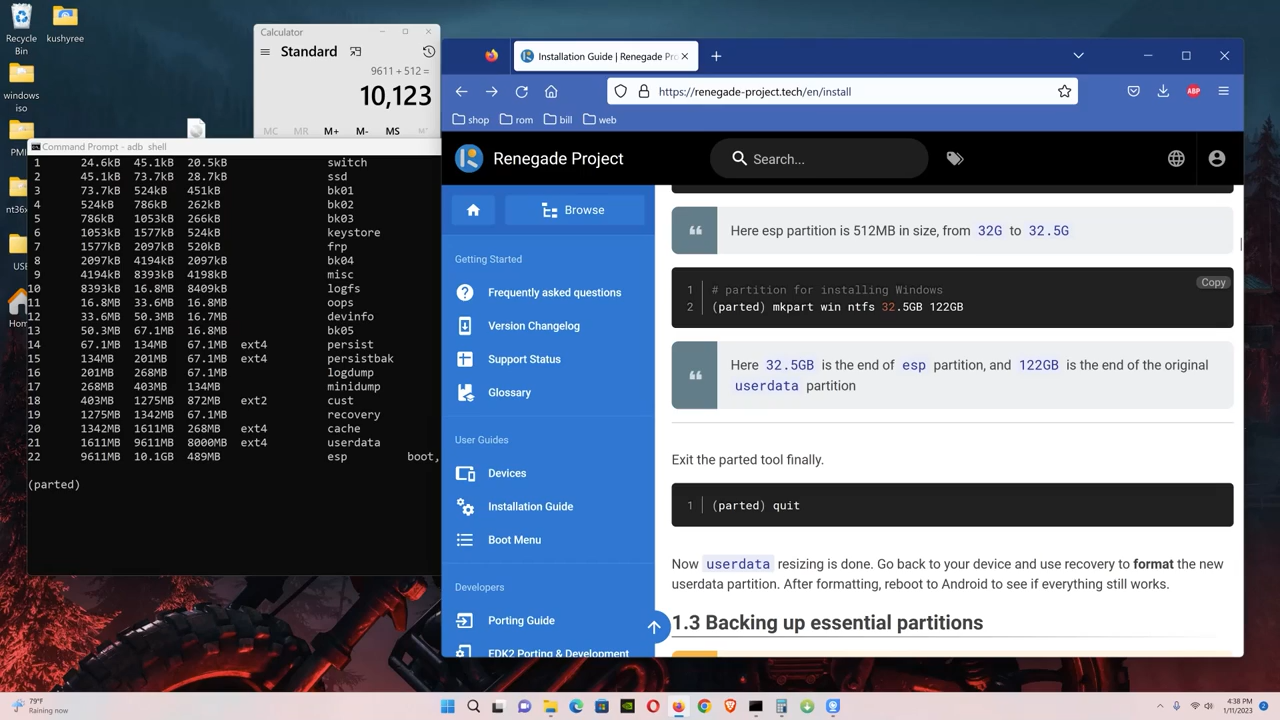 Recycle
Bin
kushyree
windows
iso
PMI
nt36x
USE
Hom
Calculator
Standard
9611 + 512 =
10,123
MC MR M+ M- MS M˅
Command Prompt - adb shell
1 24.6kB 45.1kB 20.5kB switch
2 45.1kB 73.7kB 28.7kB ssd
3 73.7kB 524kB 451kB bk01
4 524kB 786kB 262kB bk02
5 786kB 1053kB 266kB bk03
6 1053kB 1577kB 524kB keystore
7 1577kB 2097kB 520kB frp
8 2097kB 4194kB 2097kB bk04
9 4194kB 8393kB 4198kB misc
10 8393kB 16.8MB 8409kB logfs
11 16.8MB 33.6MB 16.8MB oops
12 33.6MB 50.3MB 16.7MB devinfo
13 50.3MB 67.1MB 16.8MB bk05
14 67.1MB 134MB 67.1MB ext4 persist
15 134MB 201MB 67.1MB ext4 persistbak
16 201MB 268MB 67.1MB logdump
17 268MB 403MB 134MB minidump
18 403MB 1275MB 872MB ext2 cust
19 1275MB 1342MB 67.1MB recovery
20 1342MB 1611MB 268MB ext4 cache
21 1611MB 9611MB 8000MB ext4 userdata
22 9611MB 10.1GB 489MB esp boot,
(parted)
Installation Guide | Renegade Pro
https://renegade-project.tech/en/install
ABP
shop rom bill web
Renegade Project
Search...
Browse
Getting Started
Frequently asked questions
Version Changelog
Support Status
Glossary
User Guides
Devices
Installation Guide
Boot Menu
Developers
Porting Guide
EDK2 Porting & Development
Here esp partition is 512MB in size, from 32G to 32.5G
Copy
1 # partition for installing Windows
2 (parted) mkpart win ntfs 32.5GB 122GB
Here 32.5GB is the end of esp partition, and 122GB is the end of the original
userdata partition
Exit the parted tool finally.
1 (parted) quit
Now userdata resizing is done. Go back to your device and use recovery to format the new
userdata partition. After formatting, reboot to Android to see if everything still works.
1.3 Backing up essential partitions
79°F
Raining now
4:38 PM
1/11/2023
2